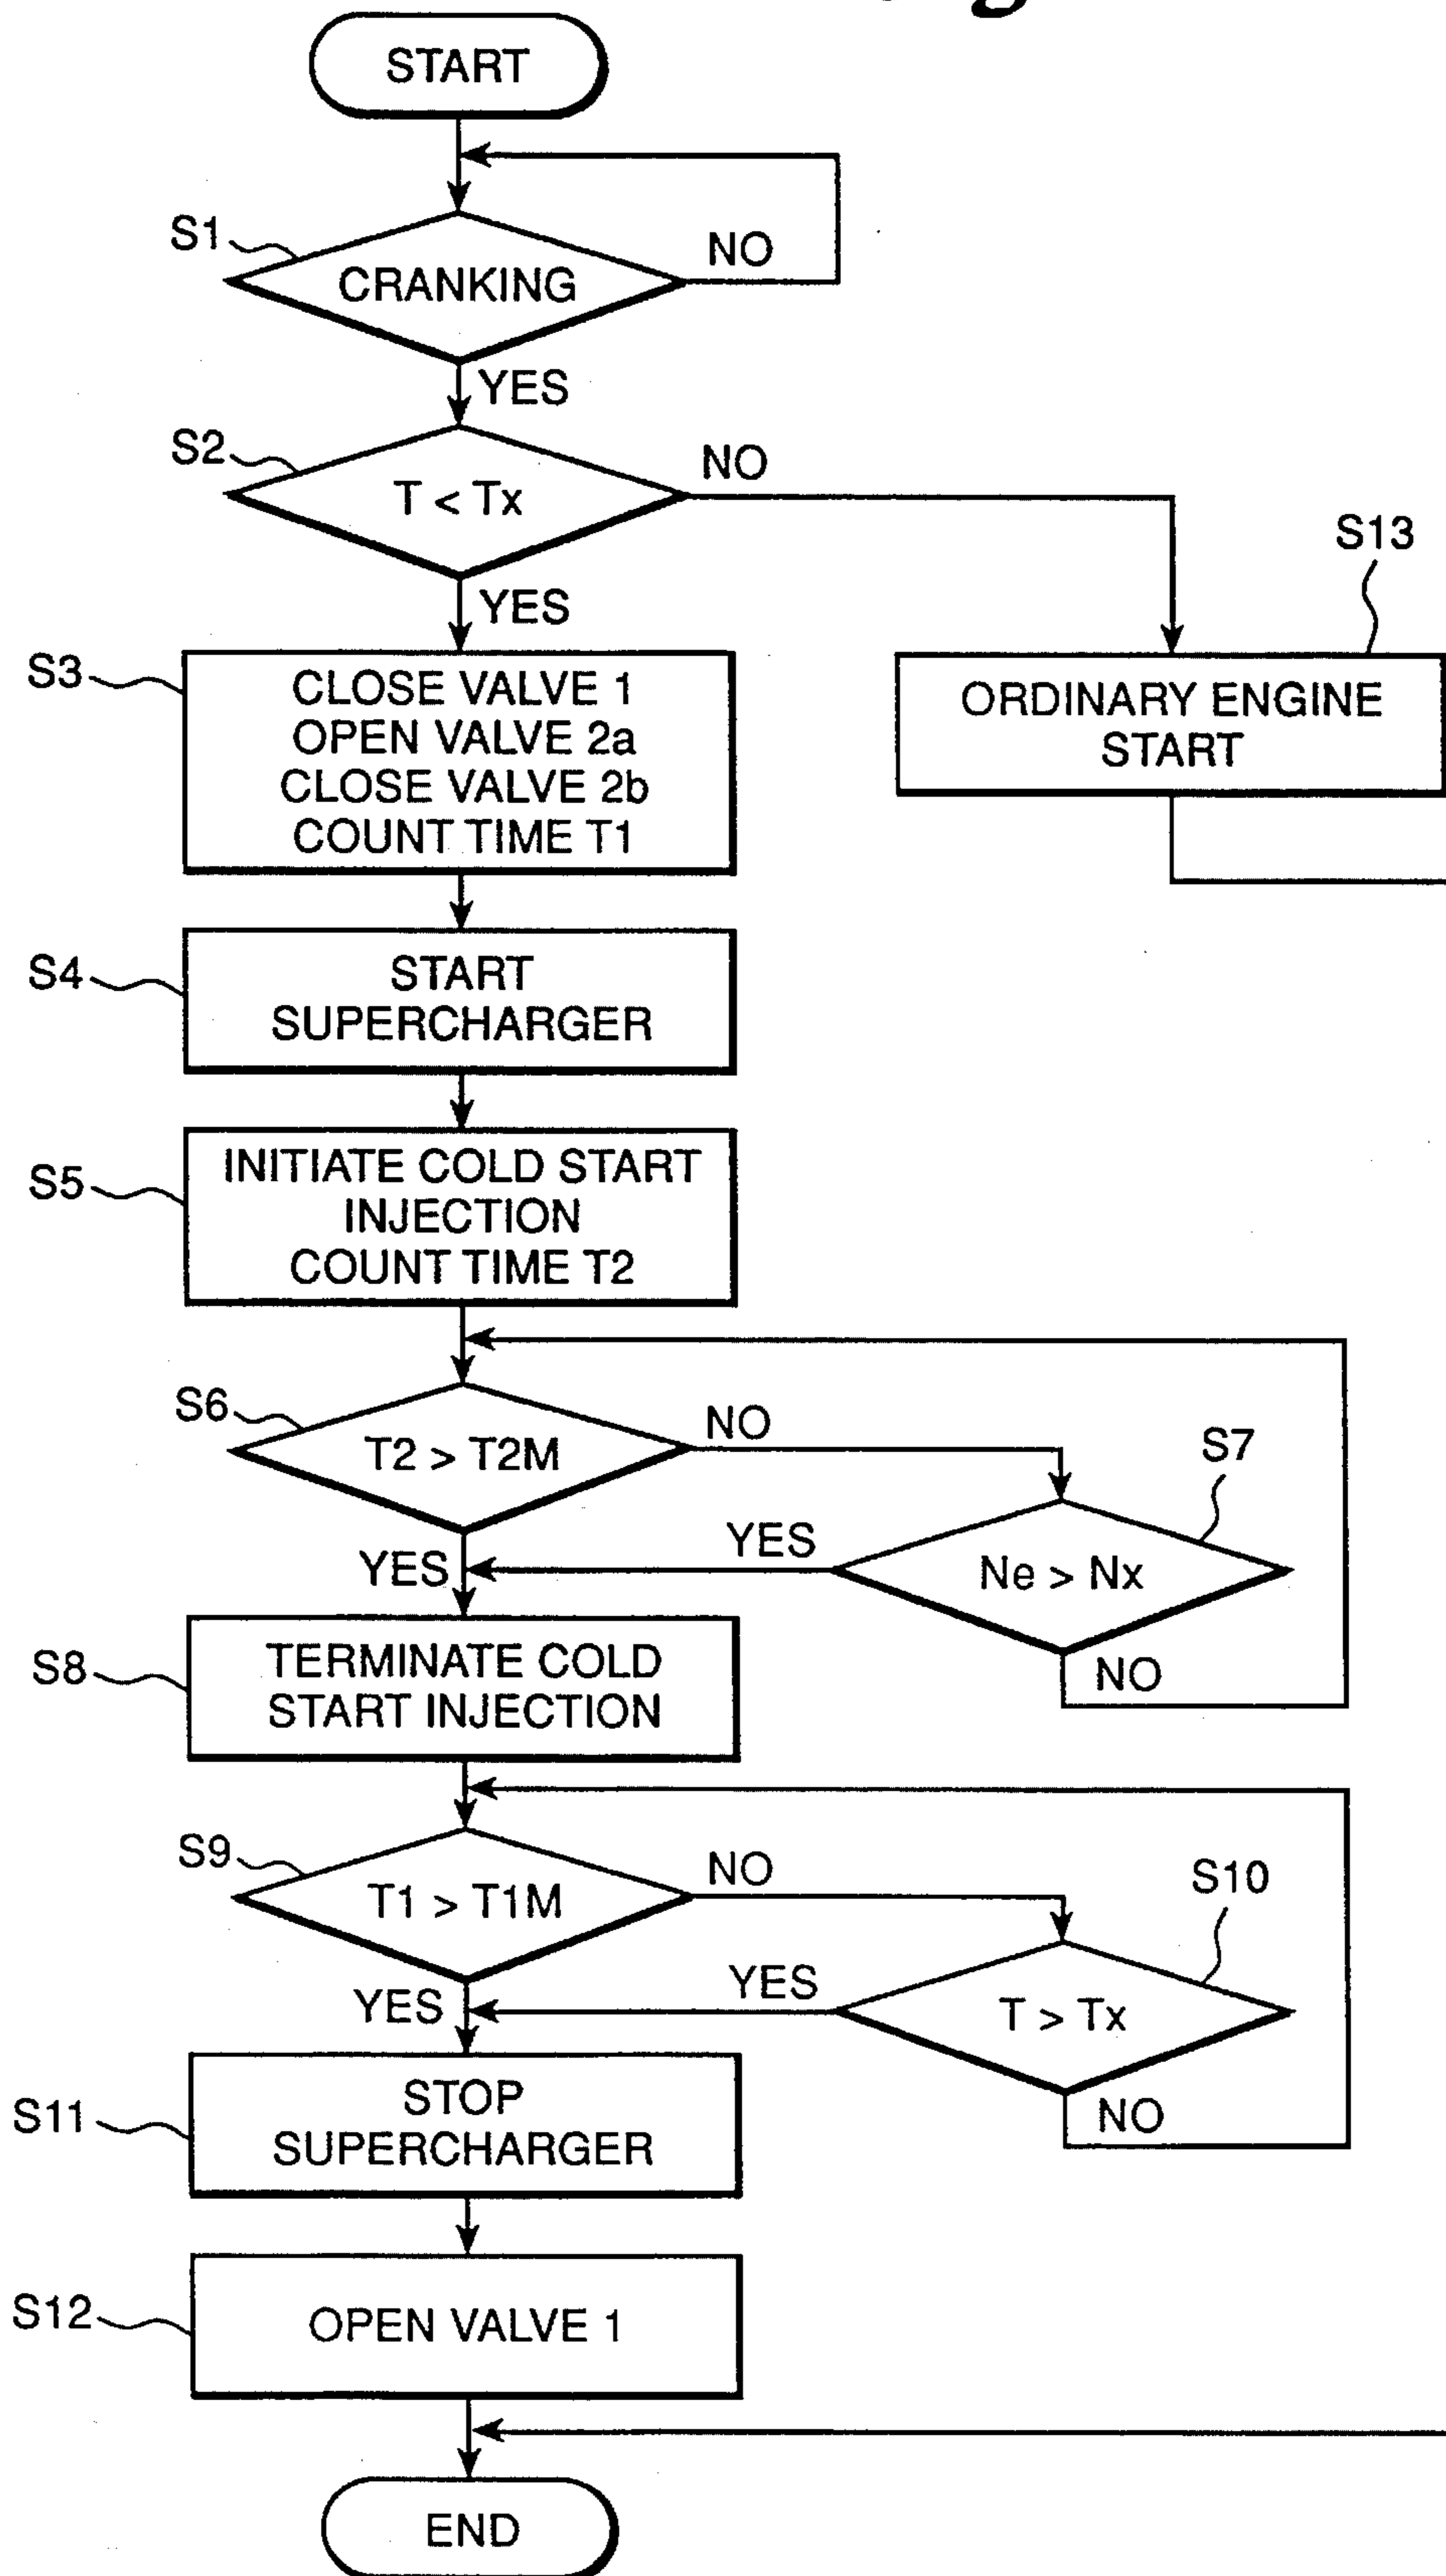 START
S1
CRANKING
NO
YES
S2
T < Tx
NO
YES
S13
S3
CLOSE VALVE 1
OPEN VALVE 2a
CLOSE VALVE 2b
COUNT TIME T1
ORDINARY ENGINE
START
S4
START
SUPERCHARGER
S5
INITIATE COLD START
INJECTION
COUNT TIME T2
S6
T2 > T2M
NO
S7
YES
YES
Ne > Nx
NO
S8
TERMINATE COLD
START INJECTION
S9
T1 > T1M
NO
S10
YES
YES
T > Tx
NO
S11
STOP
SUPERCHARGER
S12
OPEN VALVE 1
END